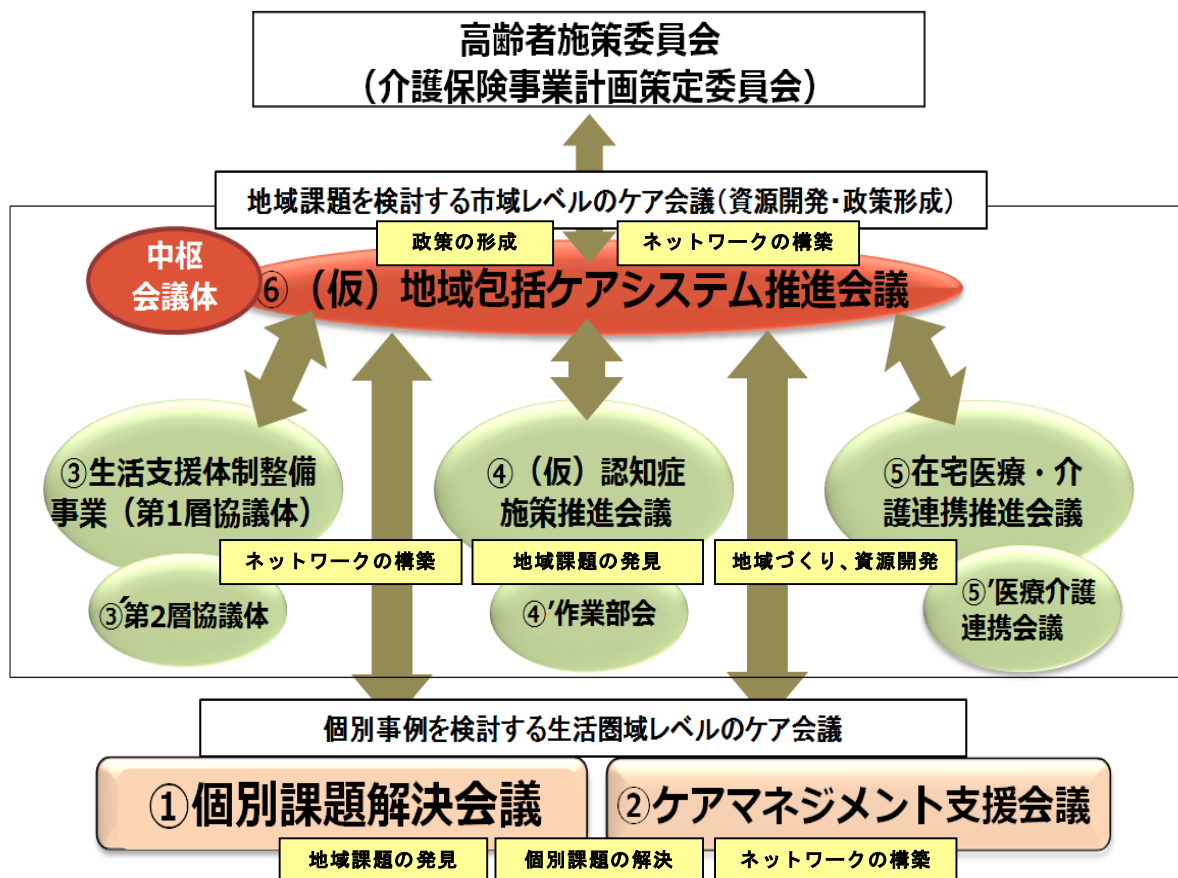 高齢者施策委員会
（介護保険事業計画策定委員会）
地域課題を検討する市域レベルのケア会議（資源開発・政策形成）
政策の形成
ネットワークの構築
中枢
会議体
⑥（仮）地域包括ケアシステム推進会議
③生活支援体制整備
事業（第1層協議体）
④（仮）認知症
施策推進会議
⑤在宅医療・介
護連携推進会議
ネットワークの構築
地域課題の発見
地域づくり、資源開発
③'第2層協議体
④'作業部会
⑤'医療介護
連携会議
個別事例を検討する生活圏域レベルのケア会議
①個別課題解決会議
②ケアマネジメント支援会議
地域課題の発見
個別課題の解決
ネットワークの構築